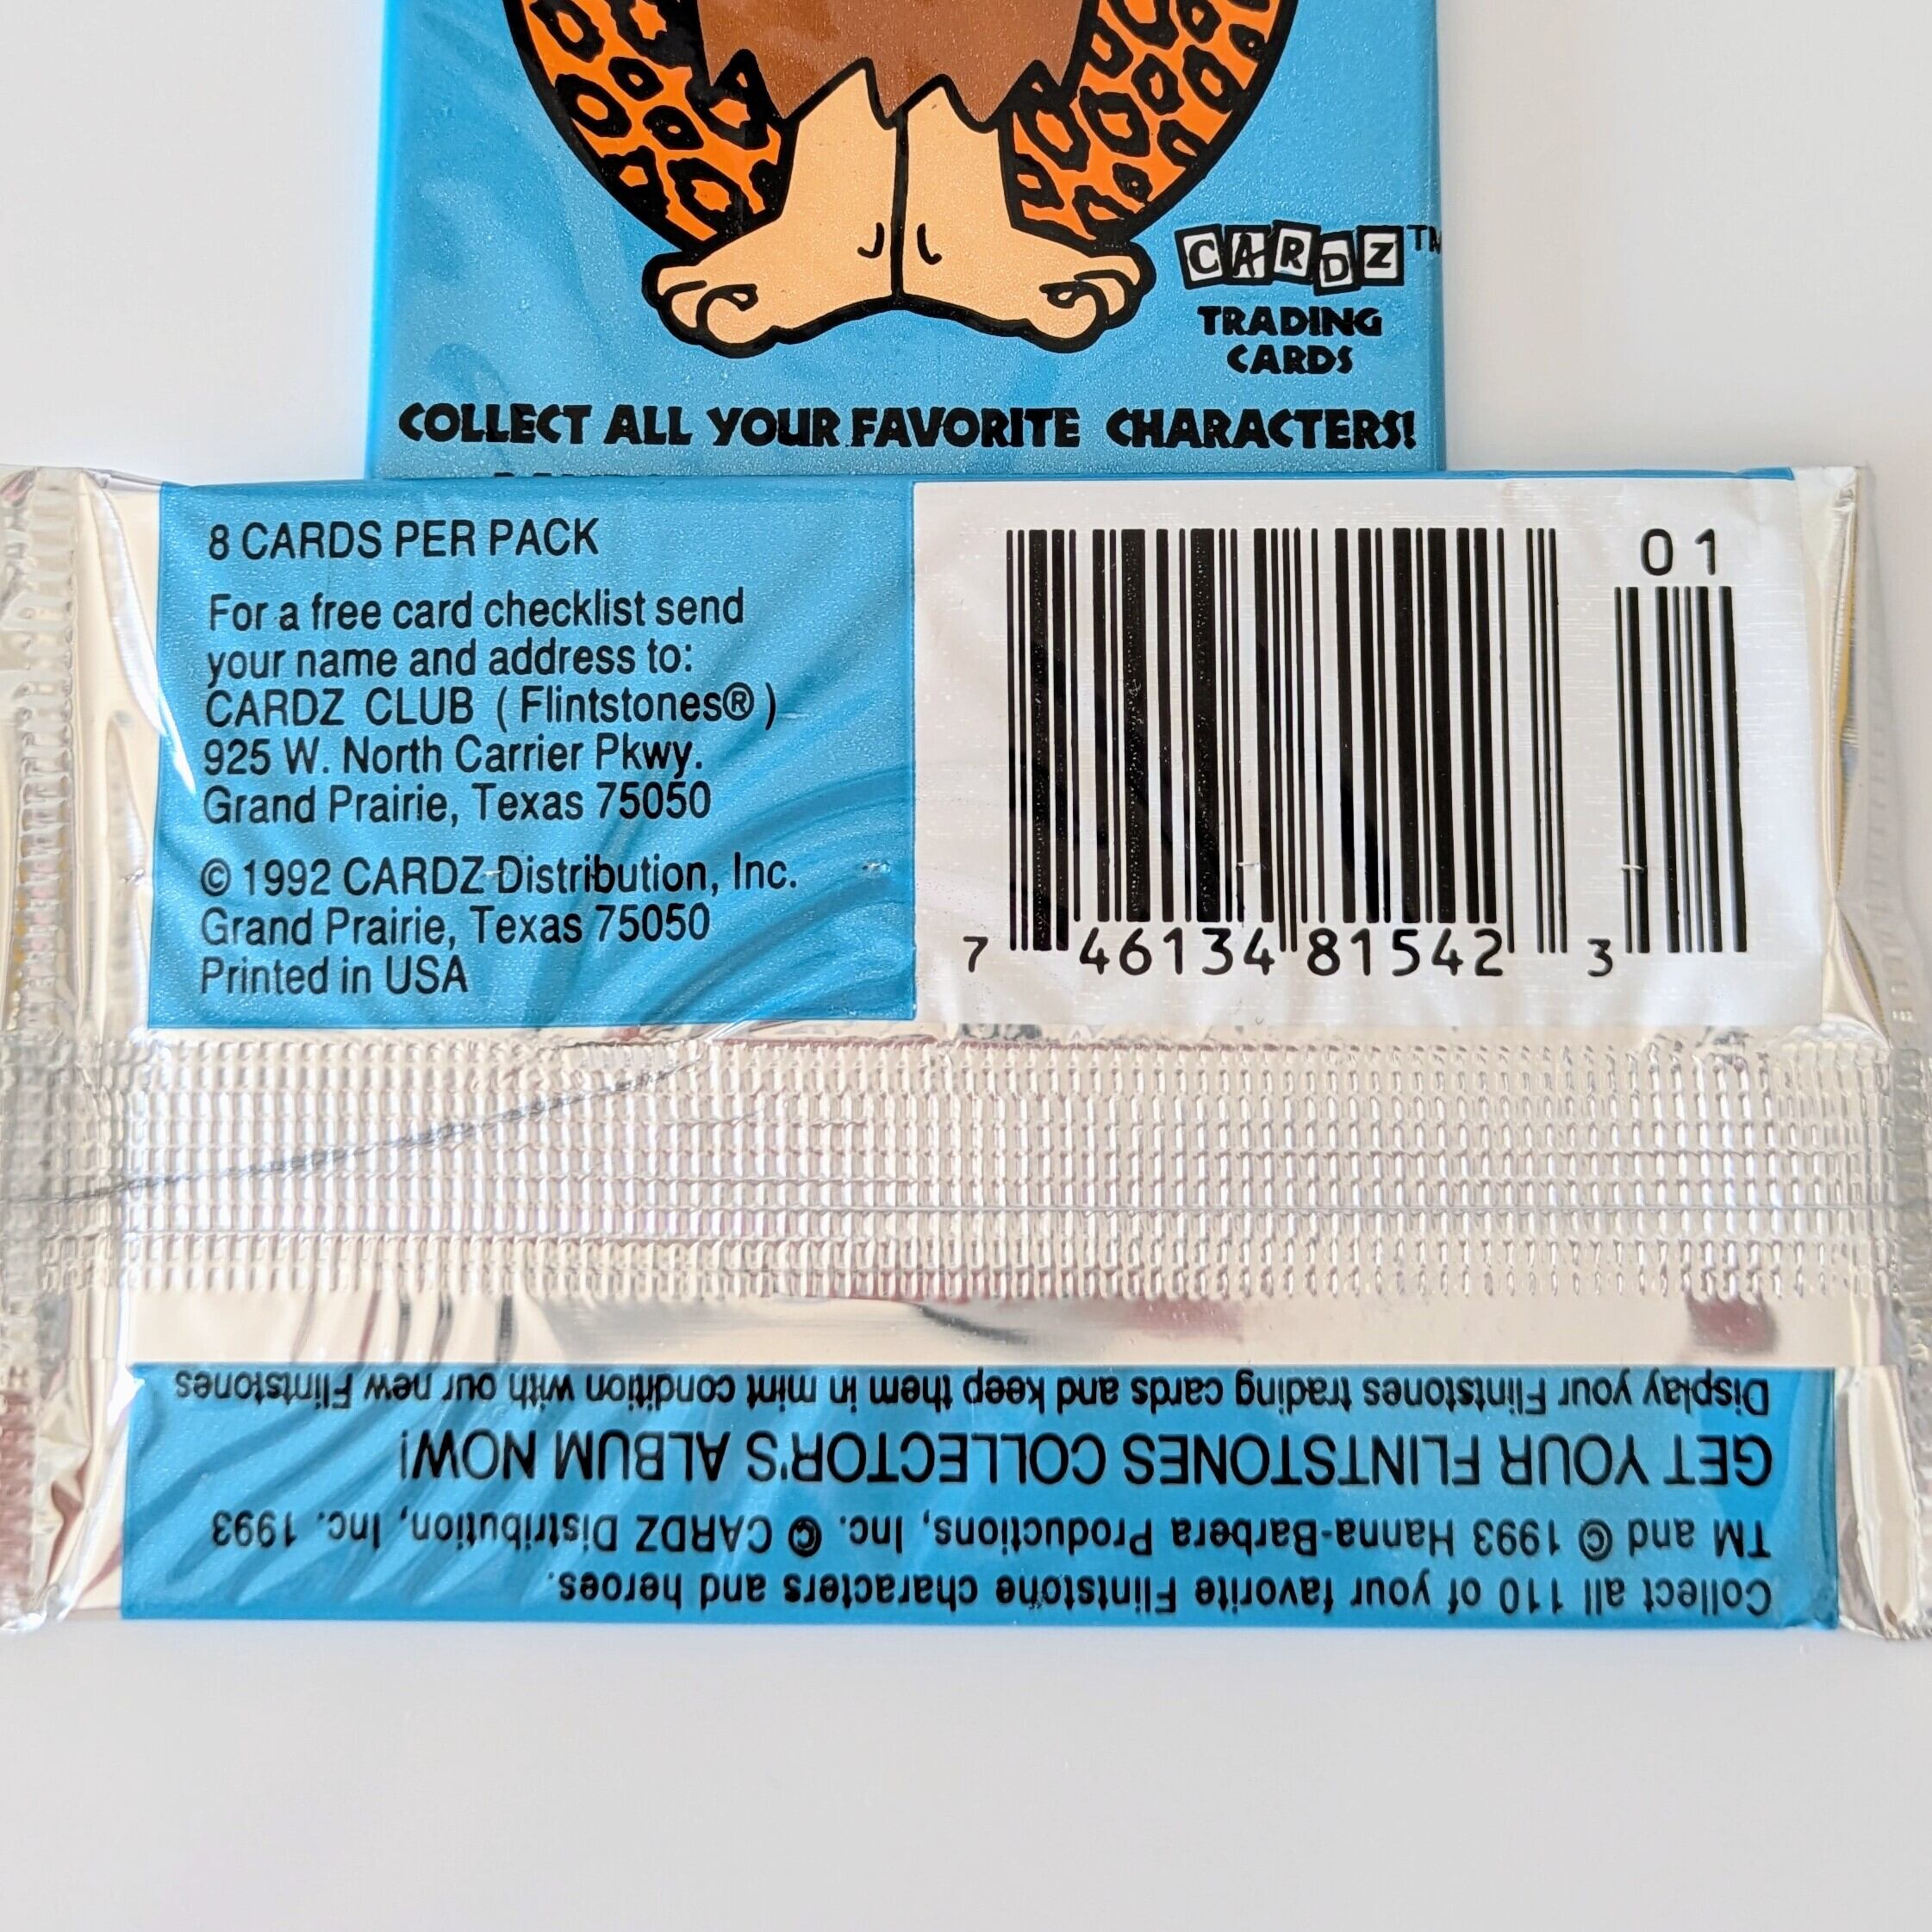 CARDZ™
TRADING
CARDS
COLLECT ALL YOUR FAVORITE CHARACTERS!
8 CARDS PER PACK
For a free card checklist send
your name and address to:
CARDZ CLUB ( Flintstones® )
925 W. North Carrier Pkwy.
Grand Prairie, Texas 75050
© 1992 CARDZ Distribution, Inc.
Grand Prairie, Texas 75050
Printed in USA
01
7 46134 81542 3
Collect all 110 of your favorite Flintstone characters and heroes.
TM and © 1993 Hanna-Barbera Productions, Inc. © CARDZ Distribution, Inc. 1993
GET YOUR FLINTSTONES COLLECTOR'S ALBUM NOW!
Display your Flintstones trading cards and keep them in mint condition with our new Flintstones